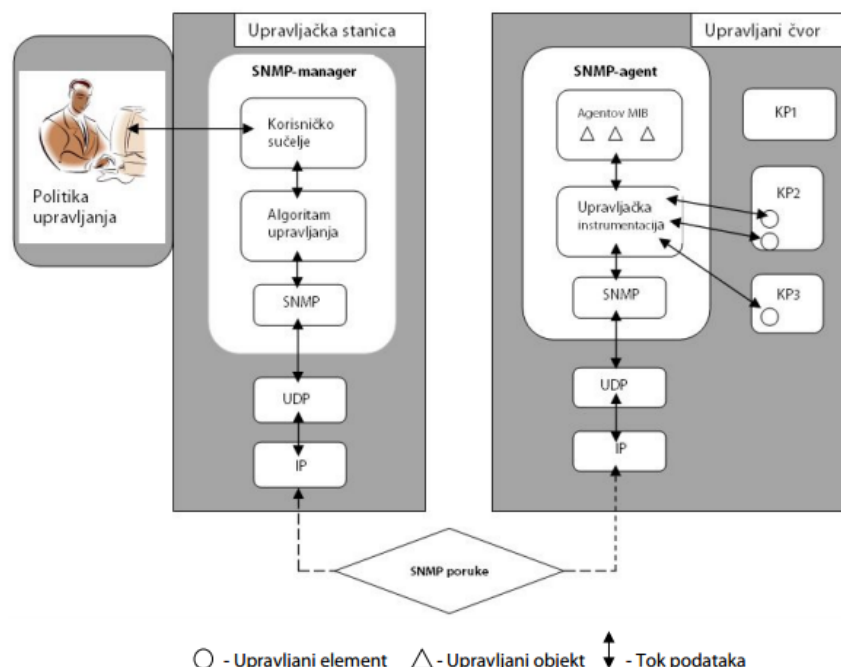 Upravljačka stanica
SNMP-manager
Korisničko
sučelje
Politika
upravljanja
Algoritam
upravljanja
SNMP
UDP
IP
Upravljani čvor
SNMP-agent
Agentov MIB
Upravljačka
instrumentacija
SNMP
UDP
IP
KP1
KP2
KP3
SNMP poruke
- Upravljani element
- Upravljani objekt
- Tok podataka